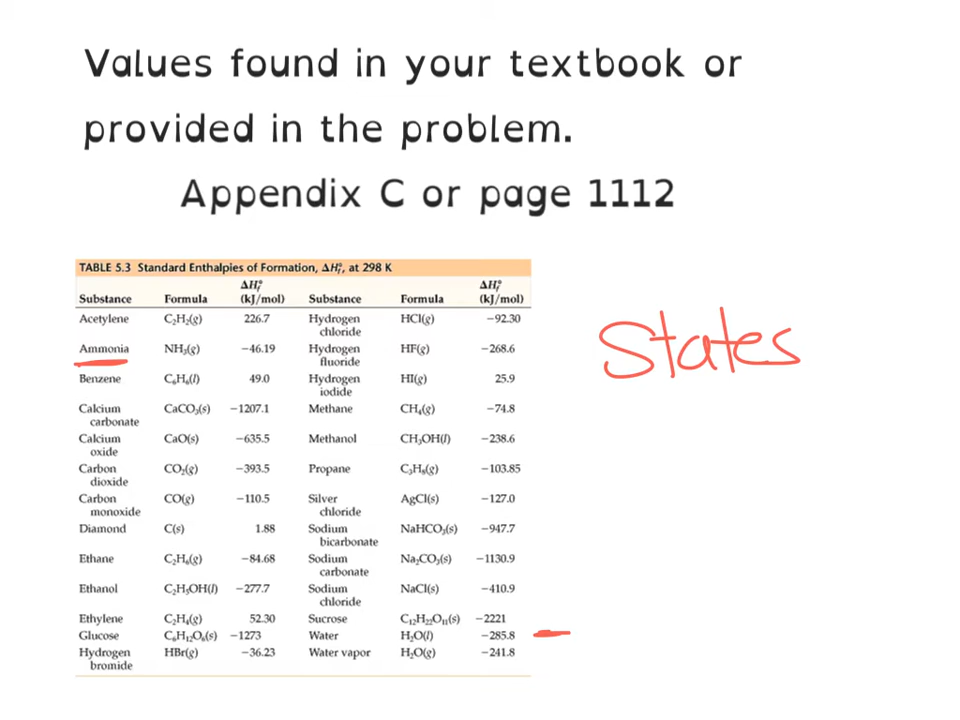 Values found in your textbook or
provided in the problem.
Appendix C or page 1112
TABLE 5.3 Standard Enthalpies of Formation, ΔH°f, at 298 K
ΔH°f ΔH°f
Substance Formula (kJ/mol) Substance Formula (kJ/mol)
Acetylene C₂H₂(g) 226.7 Hydrogen chloride HCl(g) −92.30
Ammonia NH₃(g) −46.19 Hydrogen fluoride HF(g) −268.6
Benzene C₆H₆(l) 49.0 Hydrogen iodide HI(g) 25.9
Calcium carbonate CaCO₃(s) −1207.1 Methane CH₄(g) −74.8
Calcium oxide CaO(s) −635.5 Methanol CH₃OH(l) −238.6
Carbon dioxide CO₂(g) −393.5 Propane C₃H₈(g) −103.85
Carbon monoxide CO(g) −110.5 Silver chloride AgCl(s) −127.0
Diamond C(s) 1.88 Sodium bicarbonate NaHCO₃(s) −947.7
Ethane C₂H₆(g) −84.68 Sodium carbonate Na₂CO₃(s) −1130.9
Ethanol C₂H₅OH(l) −277.7 Sodium chloride NaCl(s) −410.9
Ethylene C₂H₄(g) 52.30 Sucrose C₁₂H₂₂O₁₁(s) −2221
Glucose C₆H₁₂O₆(s) −1273 Water H₂O(l) −285.8
Hydrogen bromide HBr(g) −36.23 Water vapor H₂O(g) −241.8
States